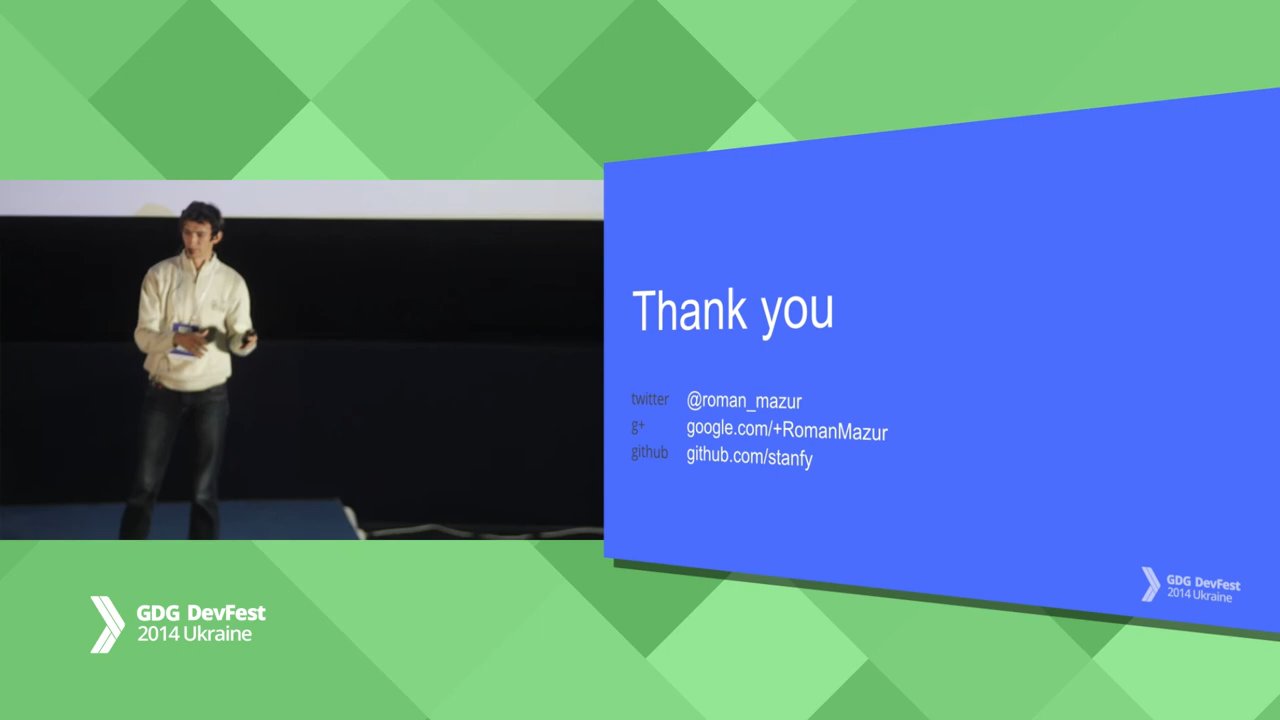 Thank you
twitter @roman_mazur
g+ google.com/+RomanMazur
github github.com/stanfy
GDG DevFest
2014 Ukraine
GDG DevFest
2014 Ukraine